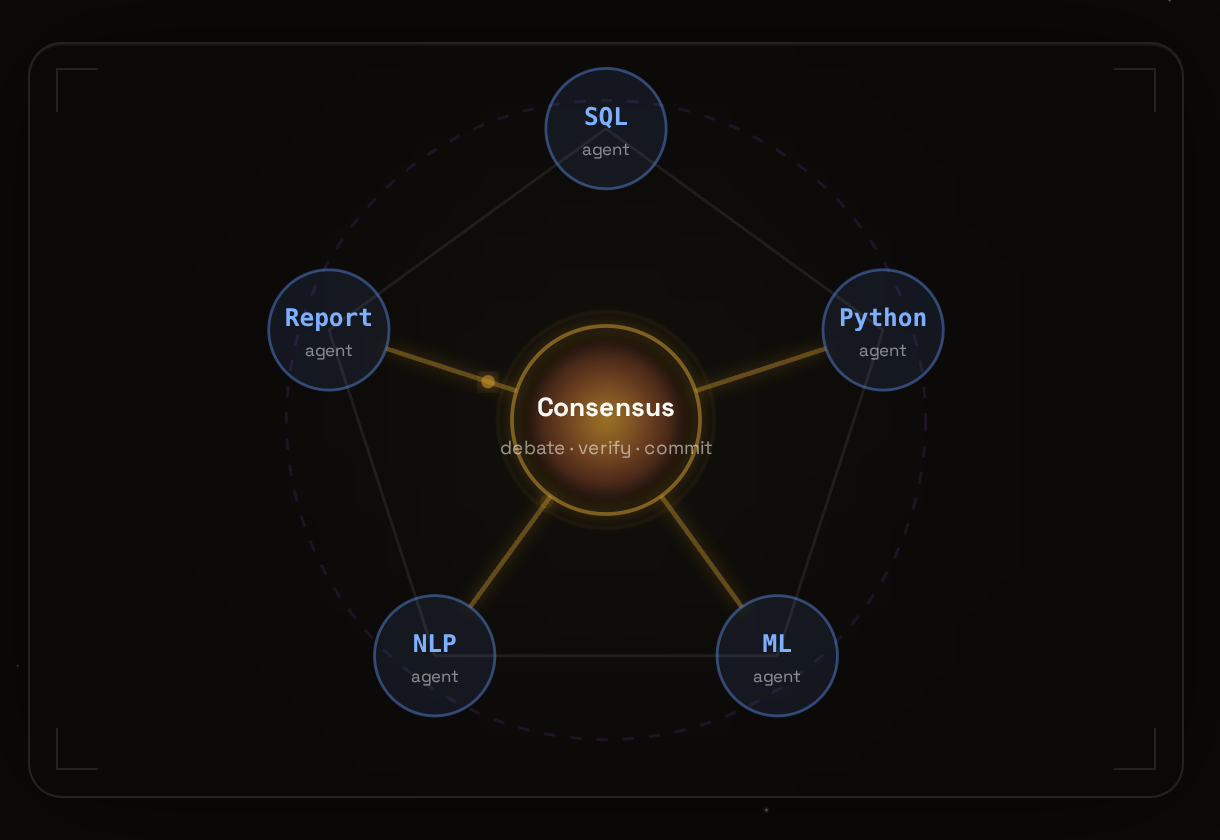 SQL
agent
Report
agent
Python
agent
Consensus
debate · verify · commit
NLP
agent
ML
agent